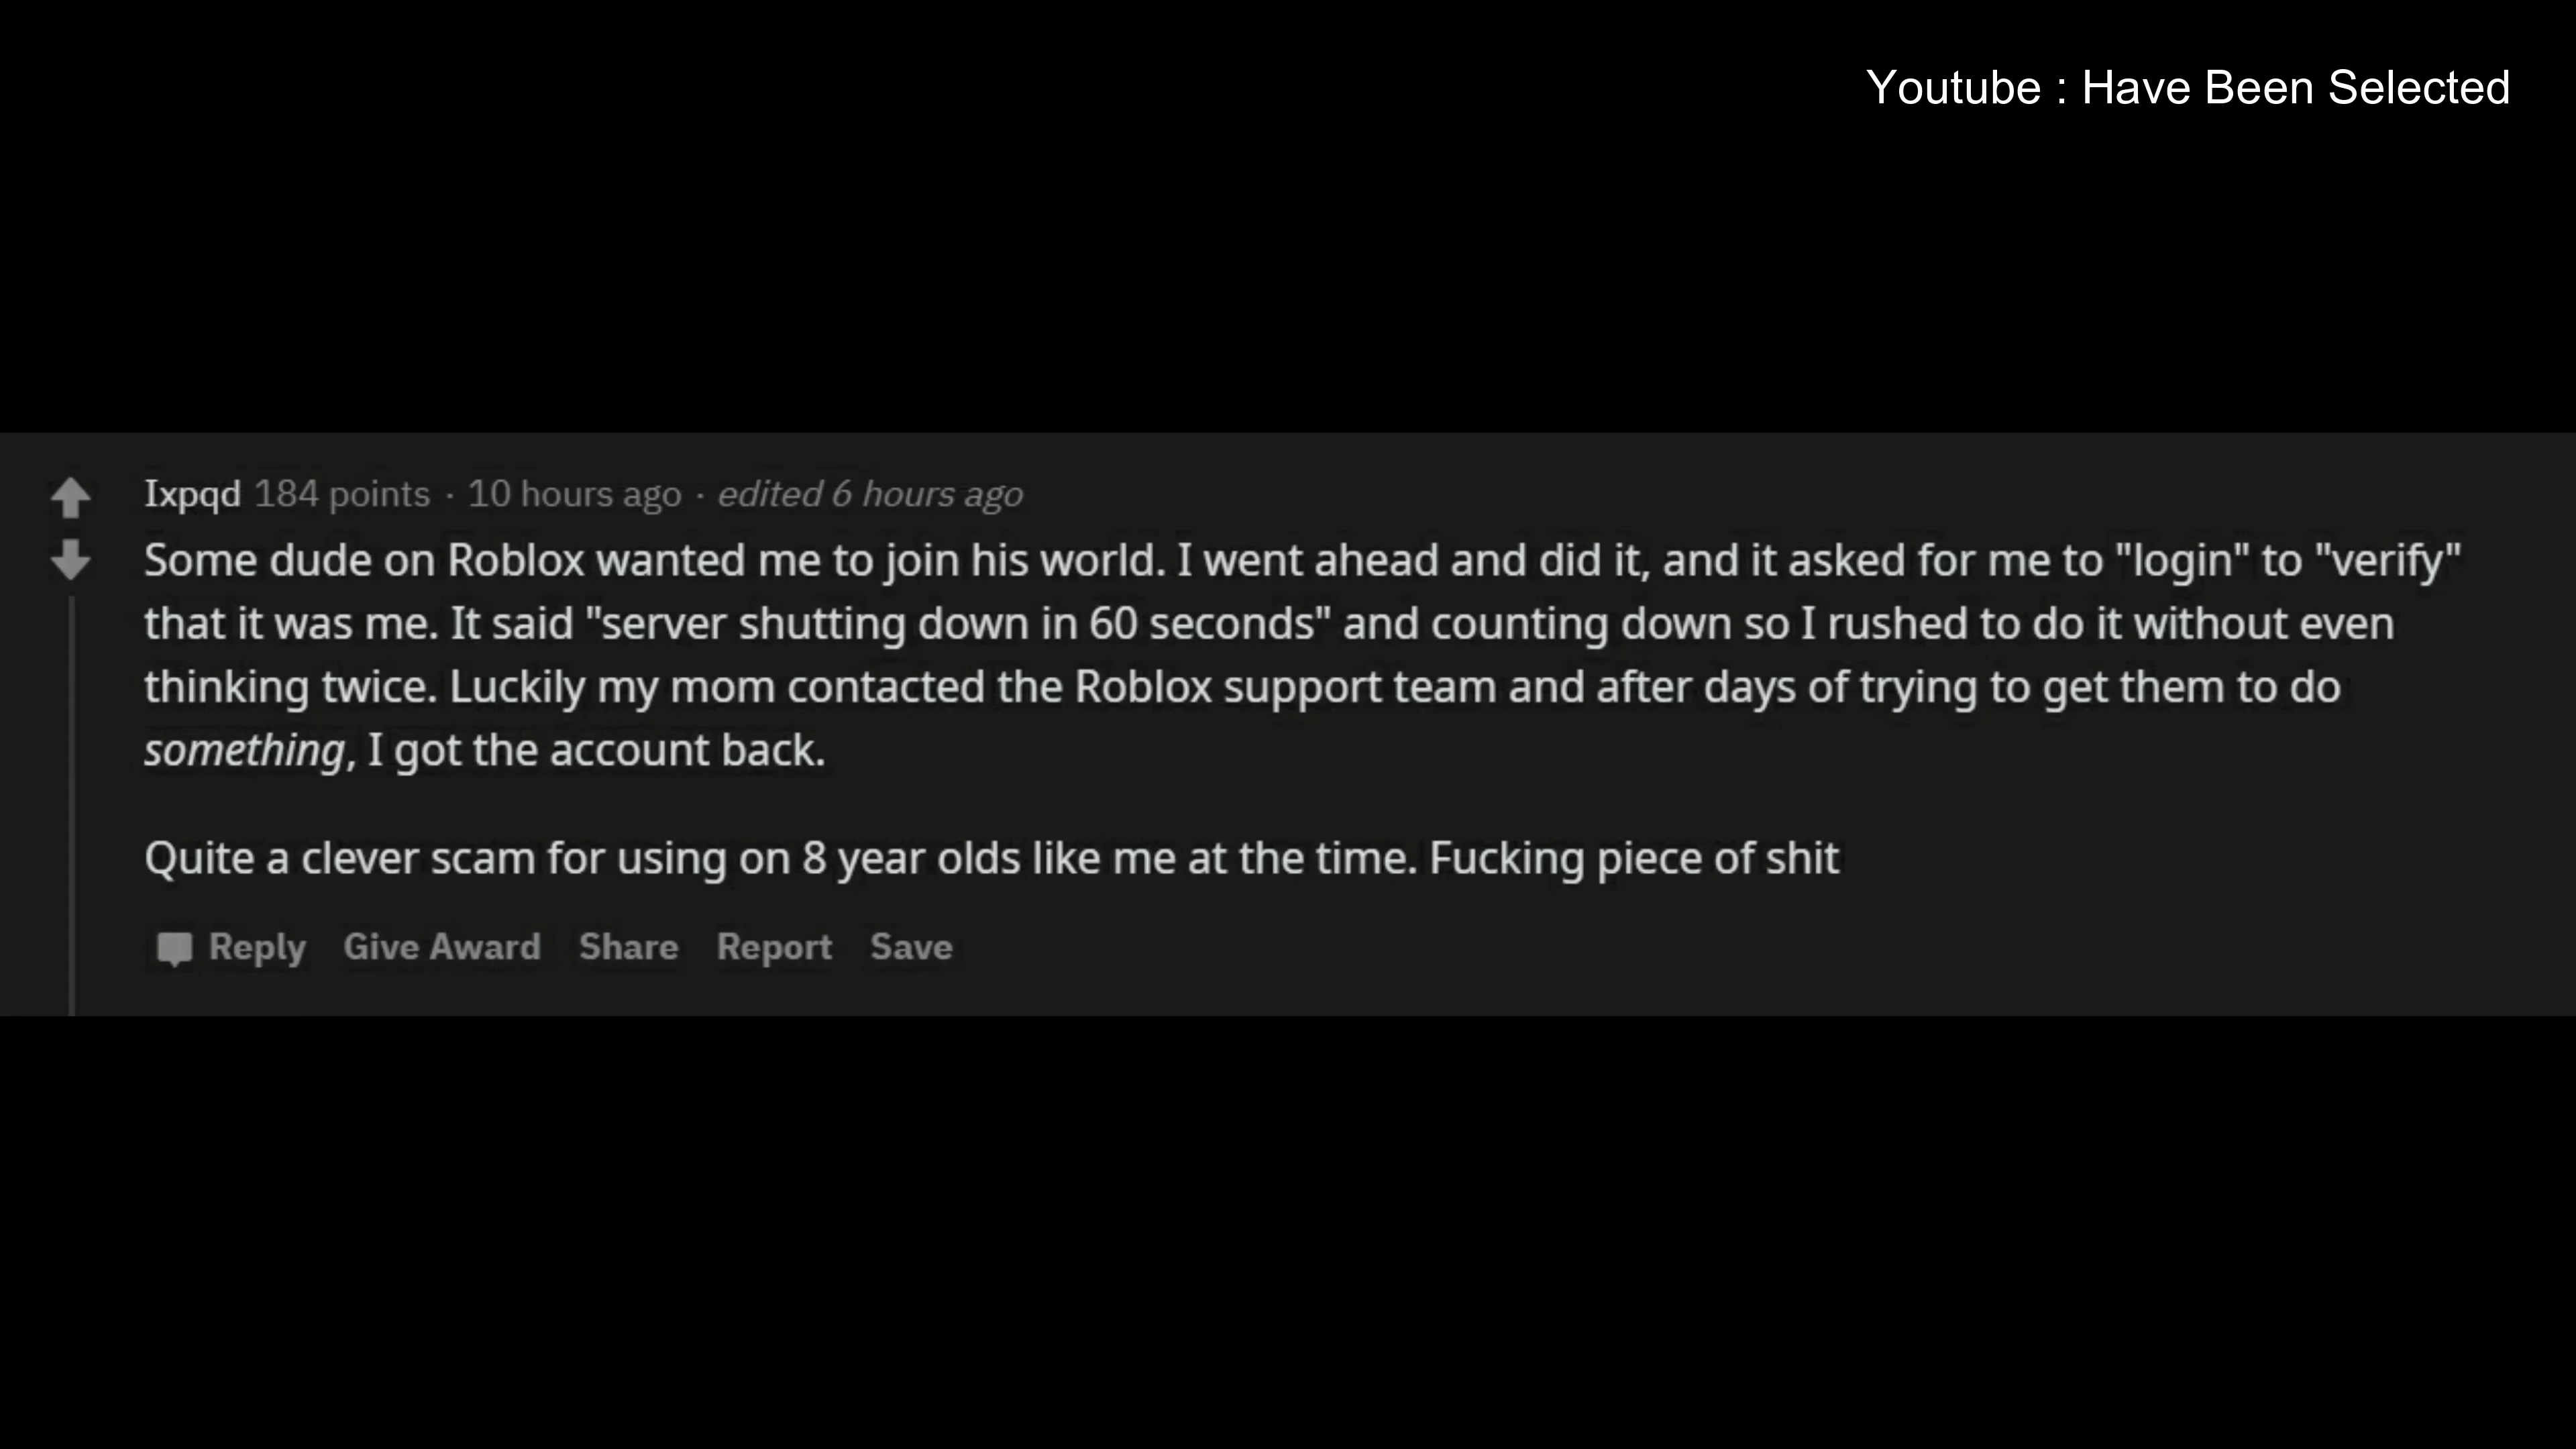 Youtube : Have Been Selected
Ixpqd 184 points · 10 hours ago · edited 6 hours ago
Some dude on Roblox wanted me to join his world. I went ahead and did it, and it asked for me to "login" to "verify"
that it was me. It said "server shutting down in 60 seconds" and counting down so I rushed to do it without even
thinking twice. Luckily my mom contacted the Roblox support team and after days of trying to get them to do
something, I got the account back.
Quite a clever scam for using on 8 year olds like me at the time. Fucking piece of shit
Reply Give Award Share Report Save